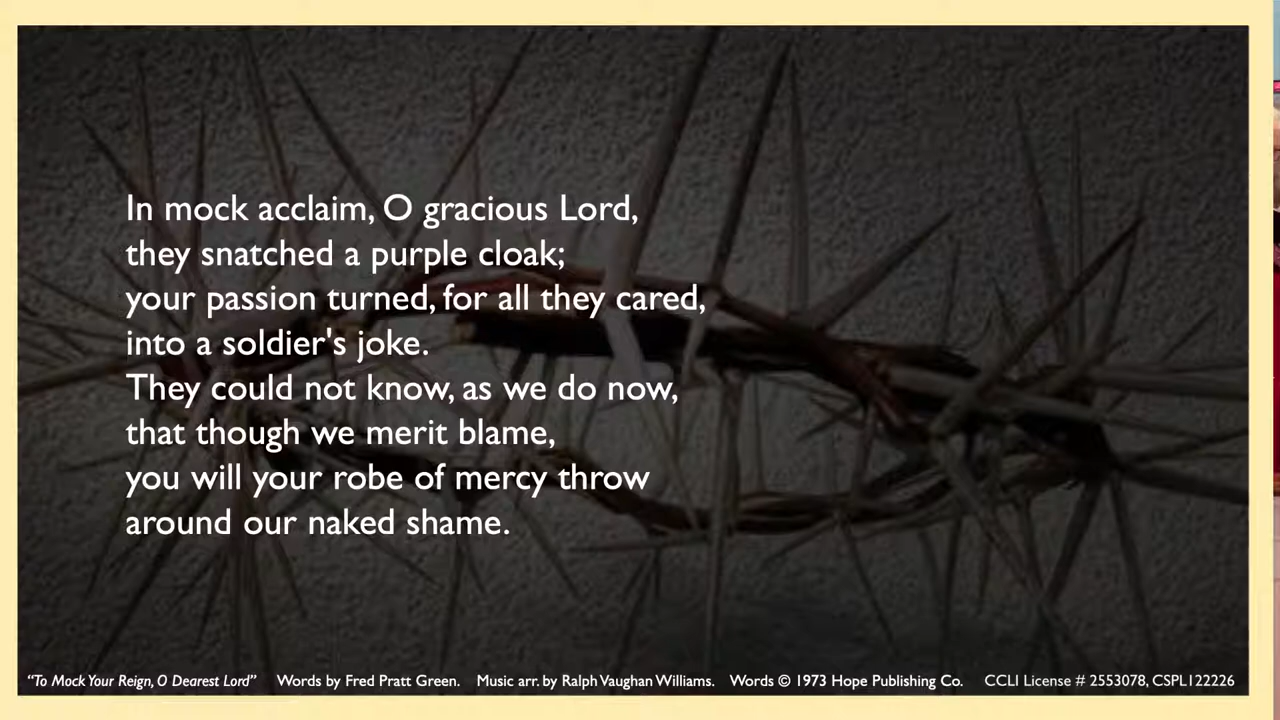 In mock acclaim, O gracious Lord,
they snatched a purple cloak;
your passion turned, for all they cared,
into a soldier's joke.
They could not know, as we do now,
that though we merit blame,
you will your robe of mercy throw
around our naked shame.
“To Mock Your Reign, O Dearest Lord” Words by Fred Pratt Green. Music arr. by Ralph Vaughan Williams. Words © 1973 Hope Publishing Co. CCLI License # 2553078, CSPL122226